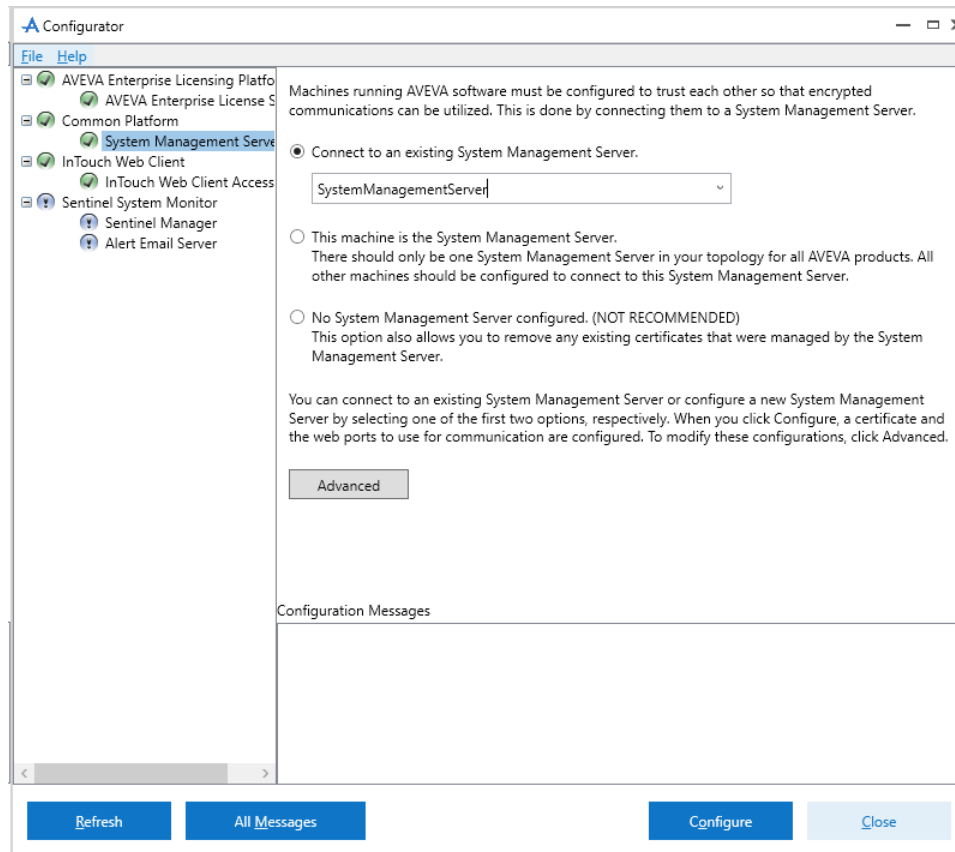 Configurator
File Help
AVEVA Enterprise Licensing Platfo
AVEVA Enterprise License S
Common Platform
System Management Serve
InTouch Web Client
InTouch Web Client Access
Sentinel System Monitor
Sentinel Manager
Alert Email Server
Machines running AVEVA software must be configured to trust each other so that encrypted
communications can be utilized. This is done by connecting them to a System Management Server.
Connect to an existing System Management Server.
SystemManagementServer
This machine is the System Management Server.
There should only be one System Management Server in your topology for all AVEVA products. All
other machines should be configured to connect to this System Management Server.
No System Management Server configured. (NOT RECOMMENDED)
This option also allows you to remove any existing certificates that were managed by the System
Management Server.
You can connect to an existing System Management Server or configure a new System Management
Server by selecting one of the first two options, respectively. When you click Configure, a certificate and
the web ports to use for communication are configured. To modify these configurations, click Advanced.
Advanced
Configuration Messages
Refresh
All Messages
Configure
Close